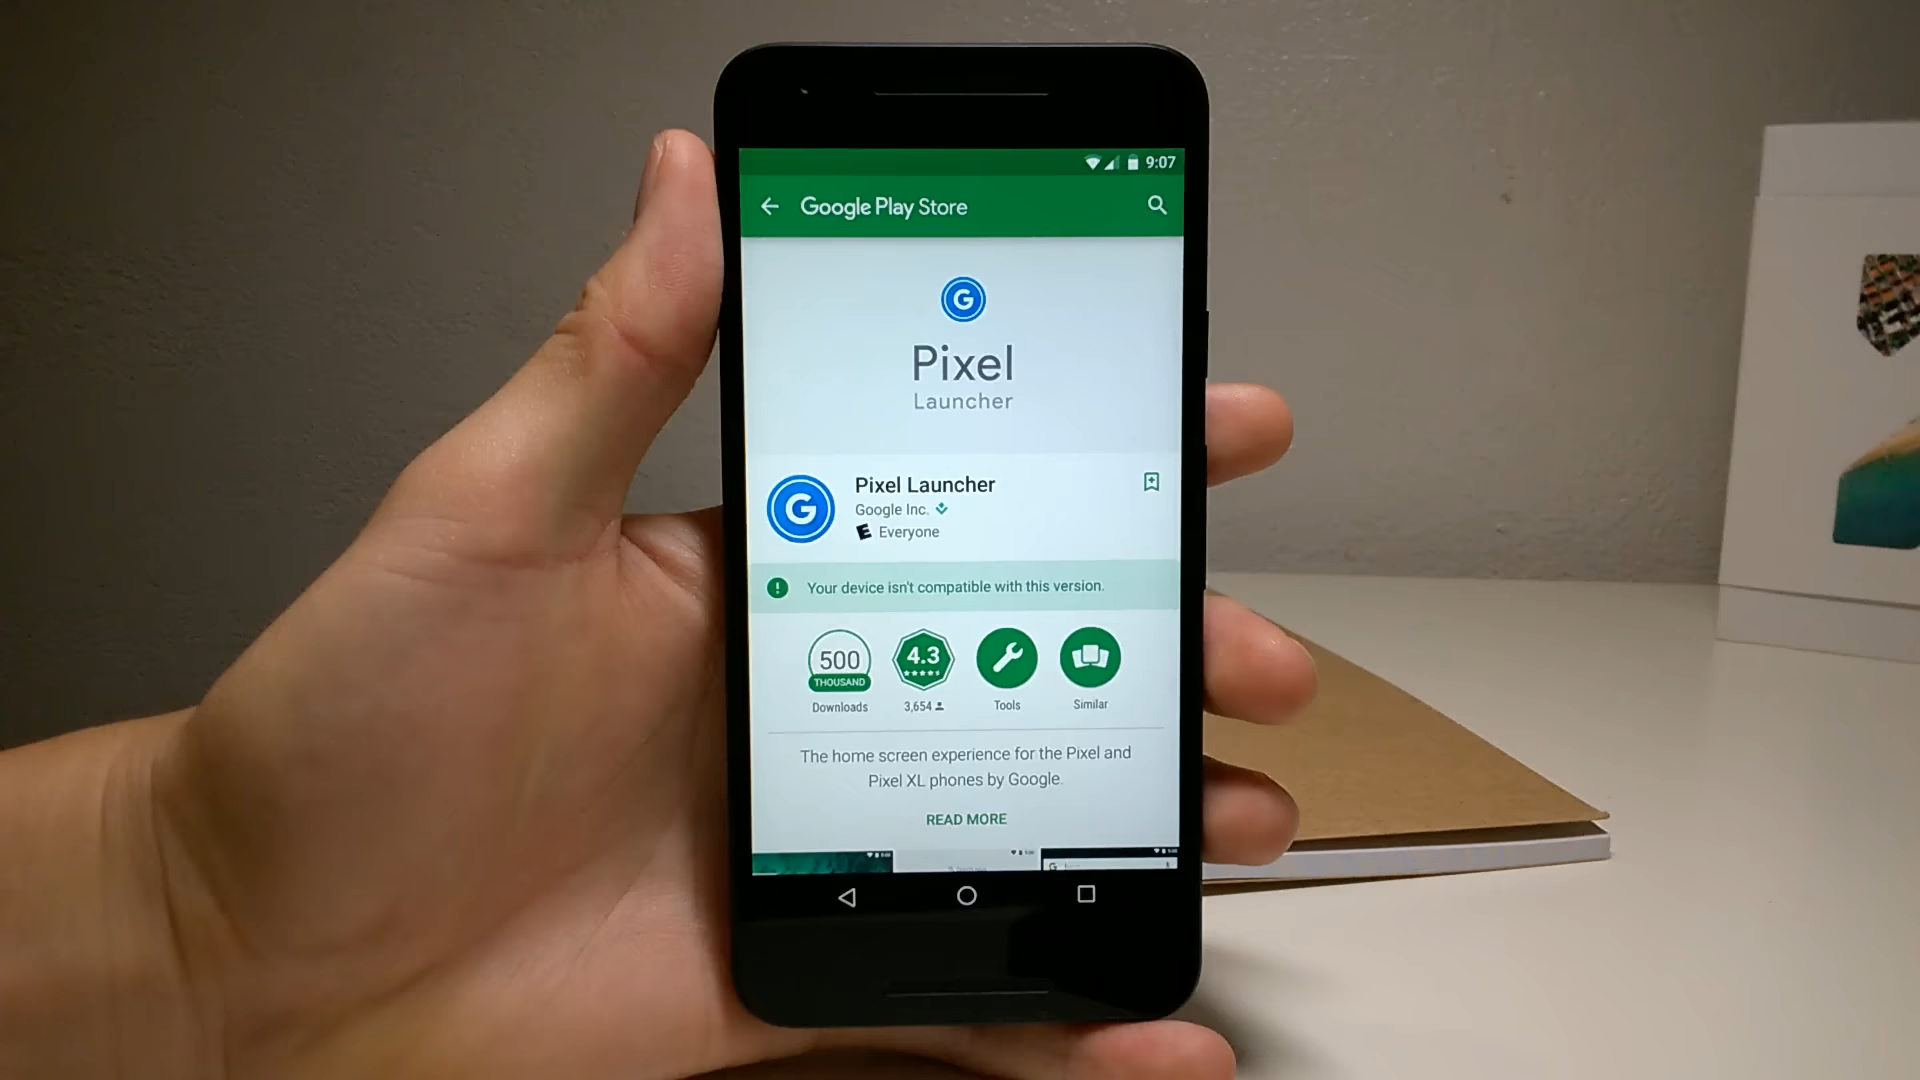 9:07
Google Play Store
G
Pixel
Launcher
G
Pixel Launcher
Google Inc.
E Everyone
! Your device isn't compatible with this version.
500
THOUSAND
4.3
Downloads
3,654
Tools
Similar
The home screen experience for the Pixel and
Pixel XL phones by Google.
READ MORE
G